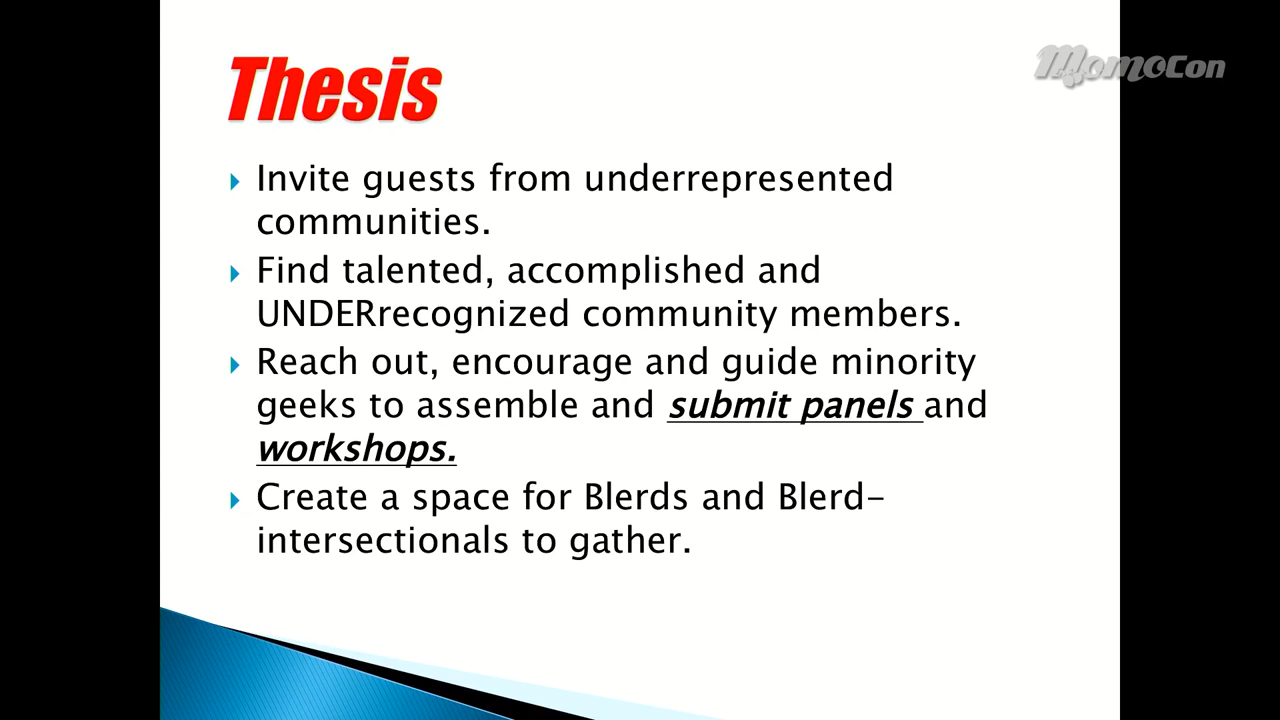 Thesis
MomoCon
Invite guests from underrepresented
communities.
Find talented, accomplished and
UNDERrecognized community members.
Reach out, encourage and guide minority
geeks to assemble and submit panels and
workshops.
Create a space for Blerds and Blerd-
intersectionals to gather.